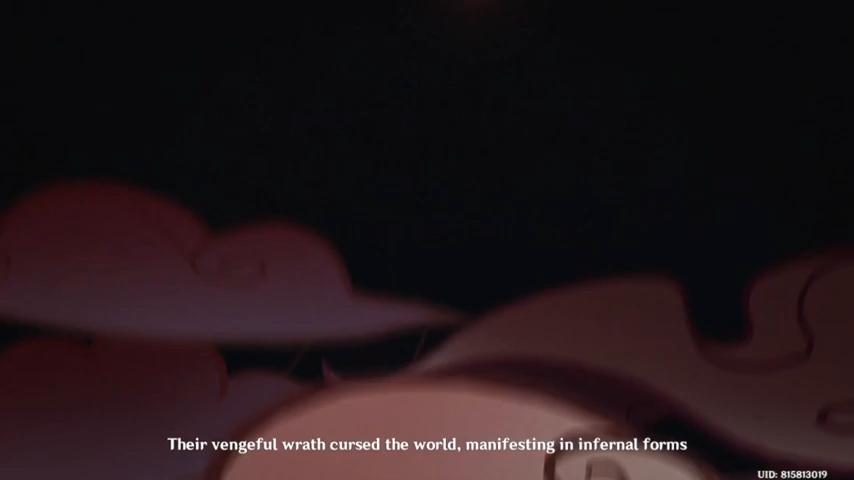 Their vengeful wrath cursed the world, manifesting in infernal forms
UID: 815813019